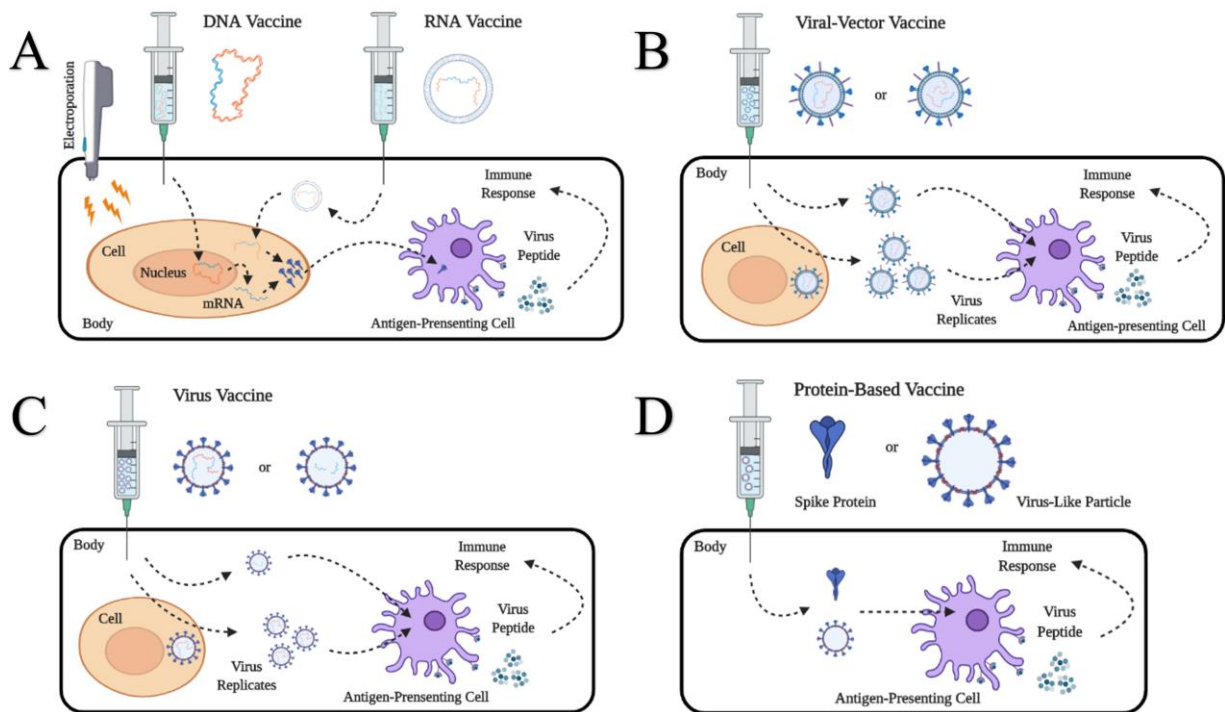 A
DNA Vaccine
RNA Vaccine
Electroporation
Cell
Nucleus
mRNA
Body
Immune
Response
Virus
Peptide
Antigen-Prensenting Cell
B
Viral-Vector Vaccine
or
Body
Cell
Virus
Replicates
Immune
Response
Virus
Peptide
Antigen-presenting Cell
C
Virus Vaccine
or
Body
Cell
Virus
Replicates
Immune
Response
Virus
Peptide
Antigen-Prensenting Cell
D
Protein-Based Vaccine
or
Spike Protein
Virus-Like Particle
Body
Immune
Response
Virus
Peptide
Antigen-Presenting Cell